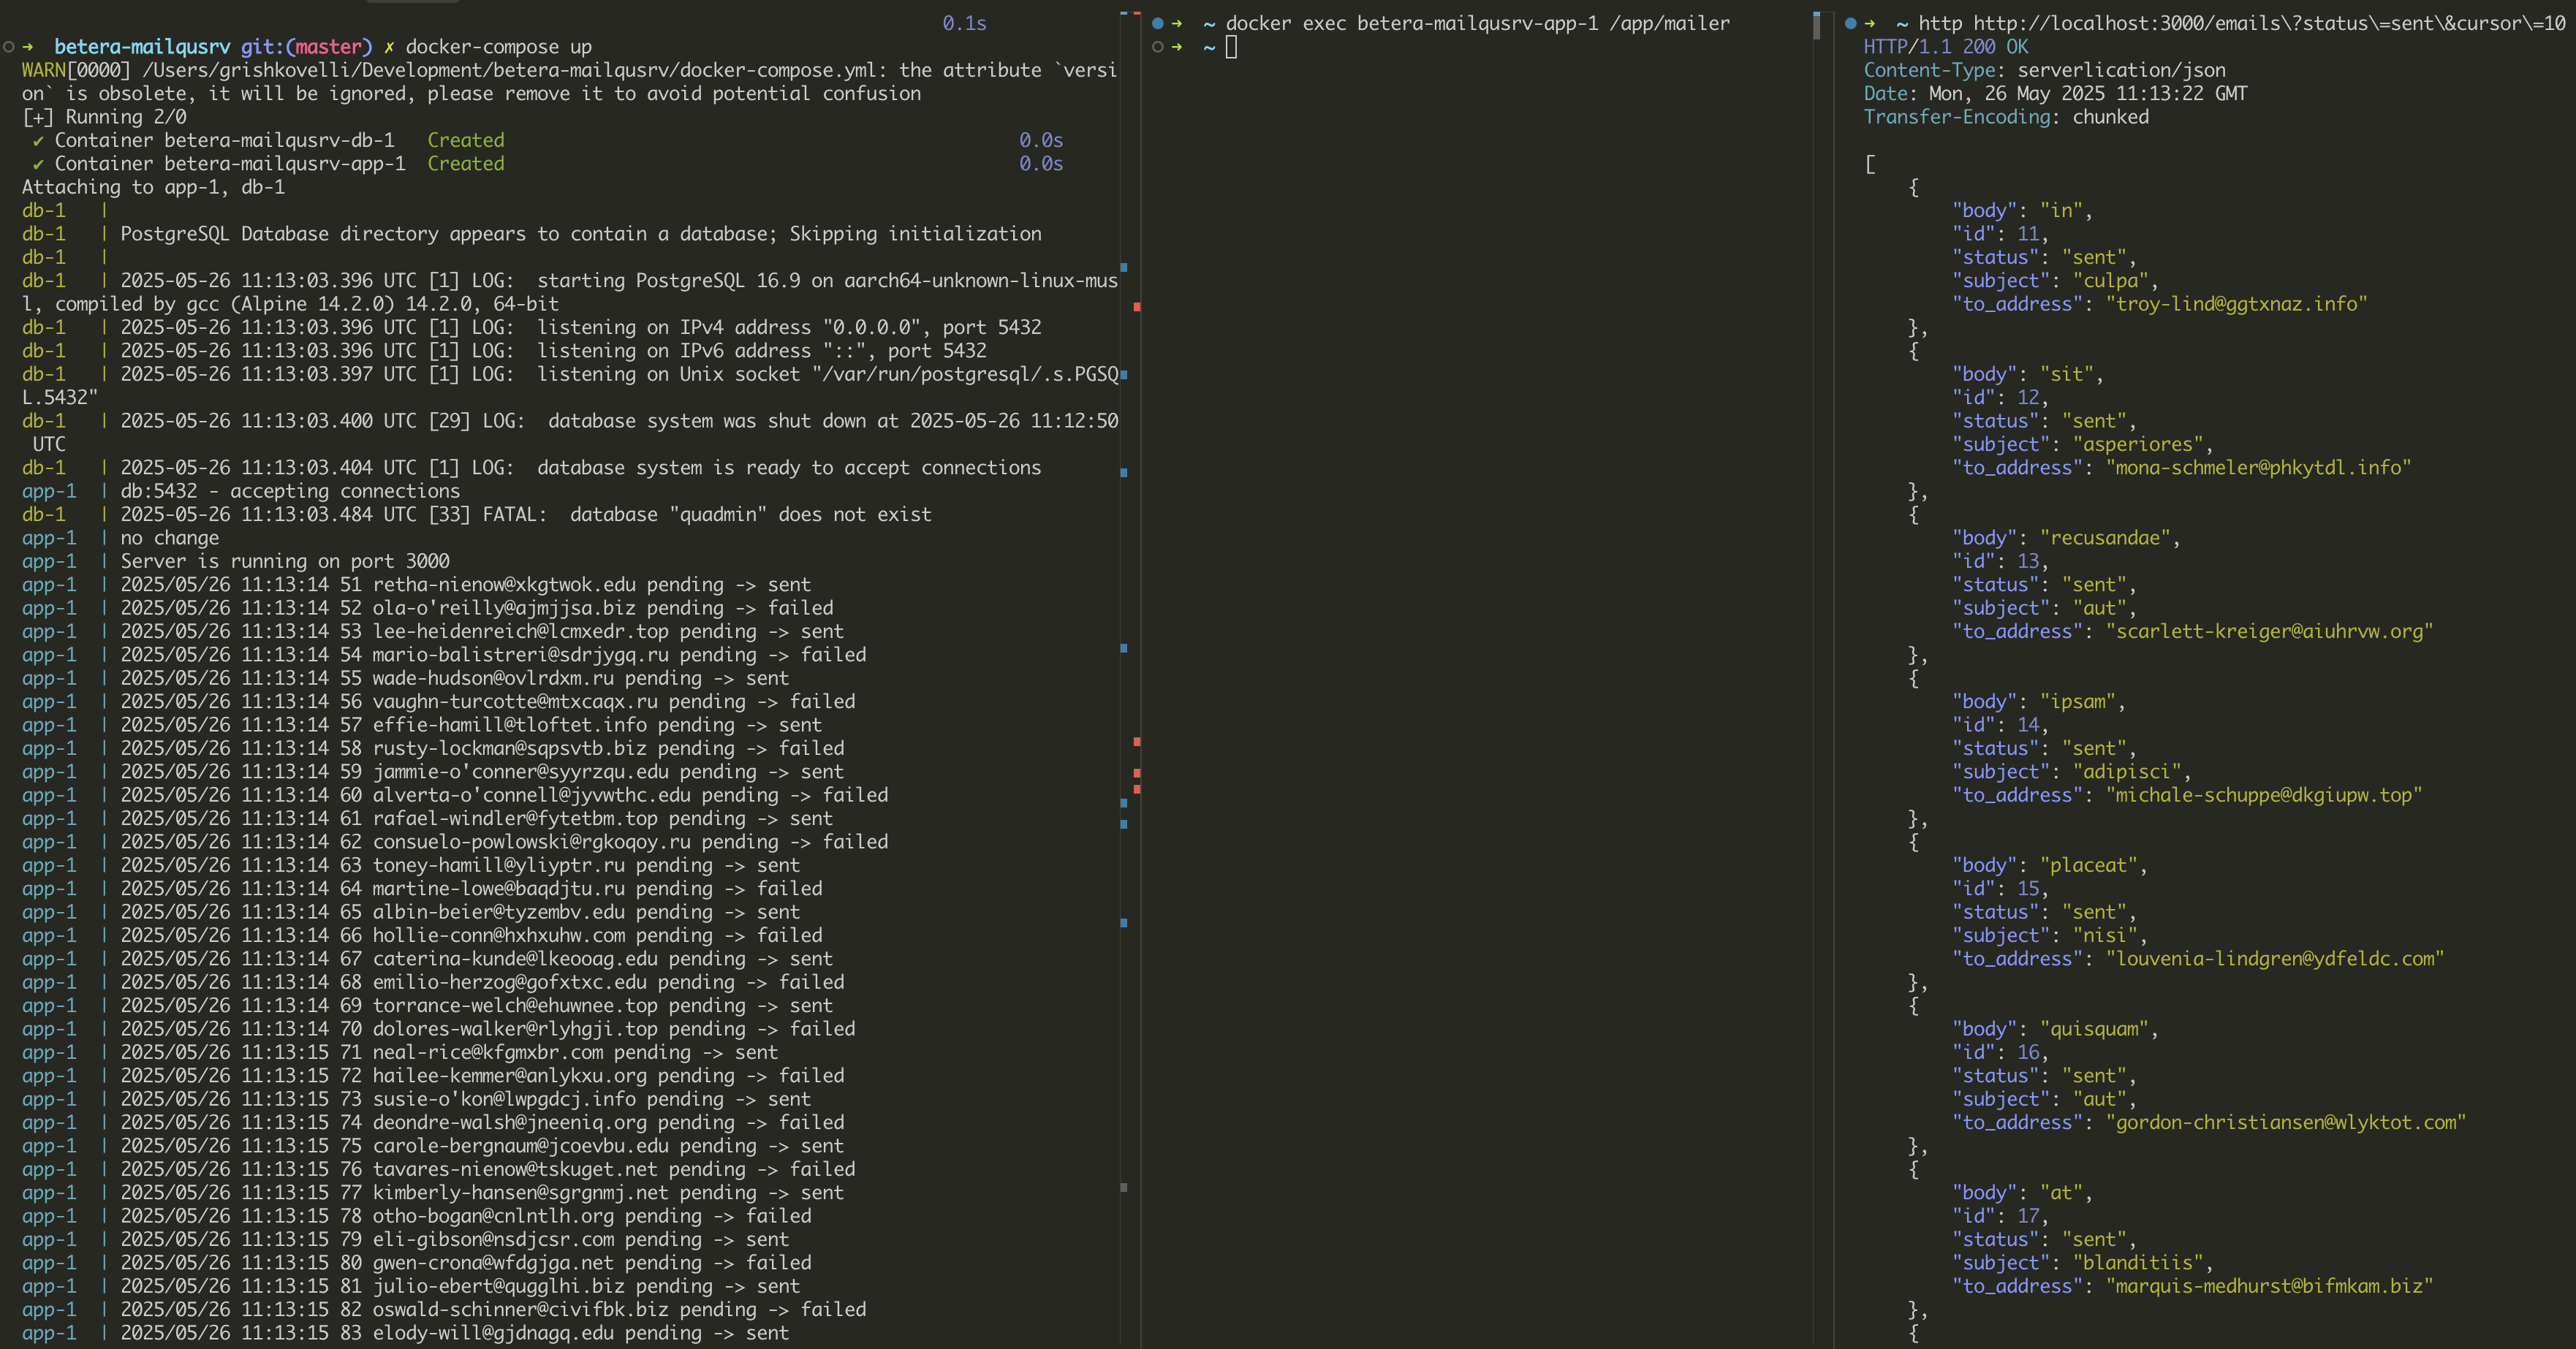 0.1s
➜  betera-mailqusrv git:(master) ✗ docker-compose up
WARN[0000] /Users/grishkovelli/Development/betera-mailqusrv/docker-compose.yml: the attribute `versi
on` is obsolete, it will be ignored, please remove it to avoid potential confusion
[+] Running 2/0
 ✔ Container betera-mailqusrv-db-1   Created   0.0s
 ✔ Container betera-mailqusrv-app-1  Created   0.0s
Attaching to app-1, db-1
db-1   |
db-1   | PostgreSQL Database directory appears to contain a database; Skipping initialization
db-1   |
db-1   | 2025-05-26 11:13:03.396 UTC [1] LOG:  starting PostgreSQL 16.9 on aarch64-unknown-linux-mus
l, compiled by gcc (Alpine 14.2.0) 14.2.0, 64-bit
db-1   | 2025-05-26 11:13:03.396 UTC [1] LOG:  listening on IPv4 address "0.0.0.0", port 5432
db-1   | 2025-05-26 11:13:03.396 UTC [1] LOG:  listening on IPv6 address "::", port 5432
db-1   | 2025-05-26 11:13:03.397 UTC [1] LOG:  listening on Unix socket "/var/run/postgresql/.s.PGSQ
L.5432"
db-1   | 2025-05-26 11:13:03.400 UTC [29] LOG:  database system was shut down at 2025-05-26 11:12:50
 UTC
db-1   | 2025-05-26 11:13:03.404 UTC [1] LOG:  database system is ready to accept connections
app-1  | db:5432 - accepting connections
db-1   | 2025-05-26 11:13:03.484 UTC [33] FATAL:  database "quadmin" does not exist
app-1  | no change
app-1  | Server is running on port 3000
app-1  | 2025/05/26 11:13:14 51 retha-nienow@xkgtwok.edu pending -> sent
app-1  | 2025/05/26 11:13:14 52 ola-o'reilly@ajmjjsa.biz pending -> failed
app-1  | 2025/05/26 11:13:14 53 lee-heidenreich@lcmxedr.top pending -> sent
app-1  | 2025/05/26 11:13:14 54 mario-balistreri@sdrjygq.ru pending -> failed
app-1  | 2025/05/26 11:13:14 55 wade-hudson@ovlrdxm.ru pending -> sent
app-1  | 2025/05/26 11:13:14 56 vaughn-turcotte@mtxcaqx.ru pending -> failed
app-1  | 2025/05/26 11:13:14 57 effie-hamill@tloftet.info pending -> sent
app-1  | 2025/05/26 11:13:14 58 rusty-lockman@sqpsvtb.biz pending -> failed
app-1  | 2025/05/26 11:13:14 59 jammie-o'conner@syyrzqu.edu pending -> sent
app-1  | 2025/05/26 11:13:14 60 alverta-o'connell@jyvwthc.edu pending -> failed
app-1  | 2025/05/26 11:13:14 61 rafael-windler@fytetbm.top pending -> sent
app-1  | 2025/05/26 11:13:14 62 consuelo-powlowski@rgkoqoy.ru pending -> failed
app-1  | 2025/05/26 11:13:14 63 toney-hamill@yliyptr.ru pending -> sent
app-1  | 2025/05/26 11:13:14 64 martine-lowe@baqdjtu.ru pending -> failed
app-1  | 2025/05/26 11:13:14 65 albin-beier@tyzembv.edu pending -> sent
app-1  | 2025/05/26 11:13:14 66 hollie-conn@hxhxuhw.com pending -> failed
app-1  | 2025/05/26 11:13:14 67 caterina-kunde@lkeooag.edu pending -> sent
app-1  | 2025/05/26 11:13:14 68 emilio-herzog@gofxtxc.edu pending -> failed
app-1  | 2025/05/26 11:13:14 69 torrance-welch@ehuwnee.top pending -> sent
app-1  | 2025/05/26 11:13:14 70 dolores-walker@rlyhgji.top pending -> failed
app-1  | 2025/05/26 11:13:15 71 neal-rice@kfgmxbr.com pending -> sent
app-1  | 2025/05/26 11:13:15 72 hailee-kemmer@anlykxu.org pending -> failed
app-1  | 2025/05/26 11:13:15 73 susie-o'kon@lwpgdcj.info pending -> sent
app-1  | 2025/05/26 11:13:15 74 deondre-walsh@jneeniq.org pending -> failed
app-1  | 2025/05/26 11:13:15 75 carole-bergnaum@jcoevbu.edu pending -> sent
app-1  | 2025/05/26 11:13:15 76 tavares-nienow@tskuget.net pending -> failed
app-1  | 2025/05/26 11:13:15 77 kimberly-hansen@sgrgnmj.net pending -> sent
app-1  | 2025/05/26 11:13:15 78 otho-bogan@cnlntlh.org pending -> failed
app-1  | 2025/05/26 11:13:15 79 eli-gibson@nsdjcsr.com pending -> sent
app-1  | 2025/05/26 11:13:15 80 gwen-crona@wfdgjga.net pending -> failed
app-1  | 2025/05/26 11:13:15 81 julio-ebert@qugglhi.biz pending -> sent
app-1  | 2025/05/26 11:13:15 82 oswald-schinner@civifbk.biz pending -> failed
app-1  | 2025/05/26 11:13:15 83 elody-will@gjdnagq.edu pending -> sent
➜  ~ docker exec betera-mailqusrv-app-1 /app/mailer
➜  ~
➜  ~ http http://localhost:3000/emails\?status\=sent\&cursor\=10
HTTP/1.1 200 OK
Content-Type: serverlication/json
Date: Mon, 26 May 2025 11:13:22 GMT
Transfer-Encoding: chunked
[
    {
        "body": "in",
        "id": 11,
        "status": "sent",
        "subject": "culpa",
        "to_address": "troy-lind@ggtxnaz.info"
    },
    {
        "body": "sit",
        "id": 12,
        "status": "sent",
        "subject": "asperiores",
        "to_address": "mona-schmeler@phkytdl.info"
    },
    {
        "body": "recusandae",
        "id": 13,
        "status": "sent",
        "subject": "aut",
        "to_address": "scarlett-kreiger@aiuhrvw.org"
    },
    {
        "body": "ipsam",
        "id": 14,
        "status": "sent",
        "subject": "adipisci",
        "to_address": "michale-schuppe@dkgiupw.top"
    },
    {
        "body": "placeat",
        "id": 15,
        "status": "sent",
        "subject": "nisi",
        "to_address": "louvenia-lindgren@ydfeldc.com"
    },
    {
        "body": "quisquam",
        "id": 16,
        "status": "sent",
        "subject": "aut",
        "to_address": "gordon-christiansen@wlyktot.com"
    },
    {
        "body": "at",
        "id": 17,
        "status": "sent",
        "subject": "blanditiis",
        "to_address": "marquis-medhurst@bifmkam.biz"
    },
    {